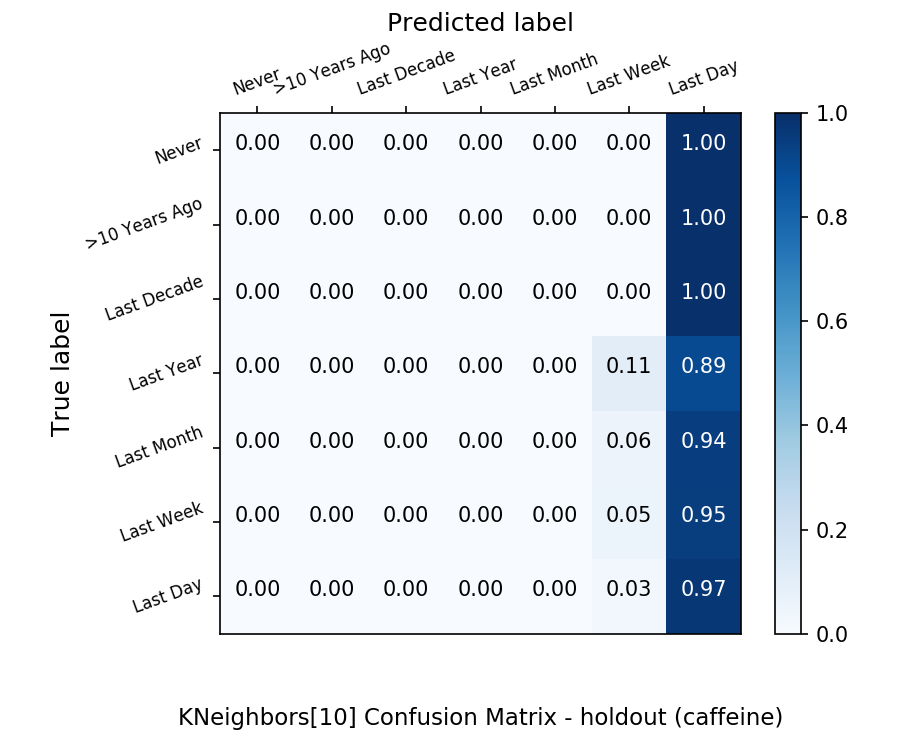 Predicted label
Never >10 Years Ago Last Decade Last Year Last Month Last Week Last Day
True label
Never 0.00 0.00 0.00 0.00 0.00 0.00 1.00
>10 Years Ago 0.00 0.00 0.00 0.00 0.00 0.00 1.00
Last Decade 0.00 0.00 0.00 0.00 0.00 0.00 1.00
Last Year 0.00 0.00 0.00 0.00 0.00 0.11 0.89
Last Month 0.00 0.00 0.00 0.00 0.00 0.06 0.94
Last Week 0.00 0.00 0.00 0.00 0.00 0.05 0.95
Last Day 0.00 0.00 0.00 0.00 0.00 0.03 0.97
1.0
0.8
0.6
0.4
0.2
0.0
KNeighbors[10] Confusion Matrix - holdout (caffeine)